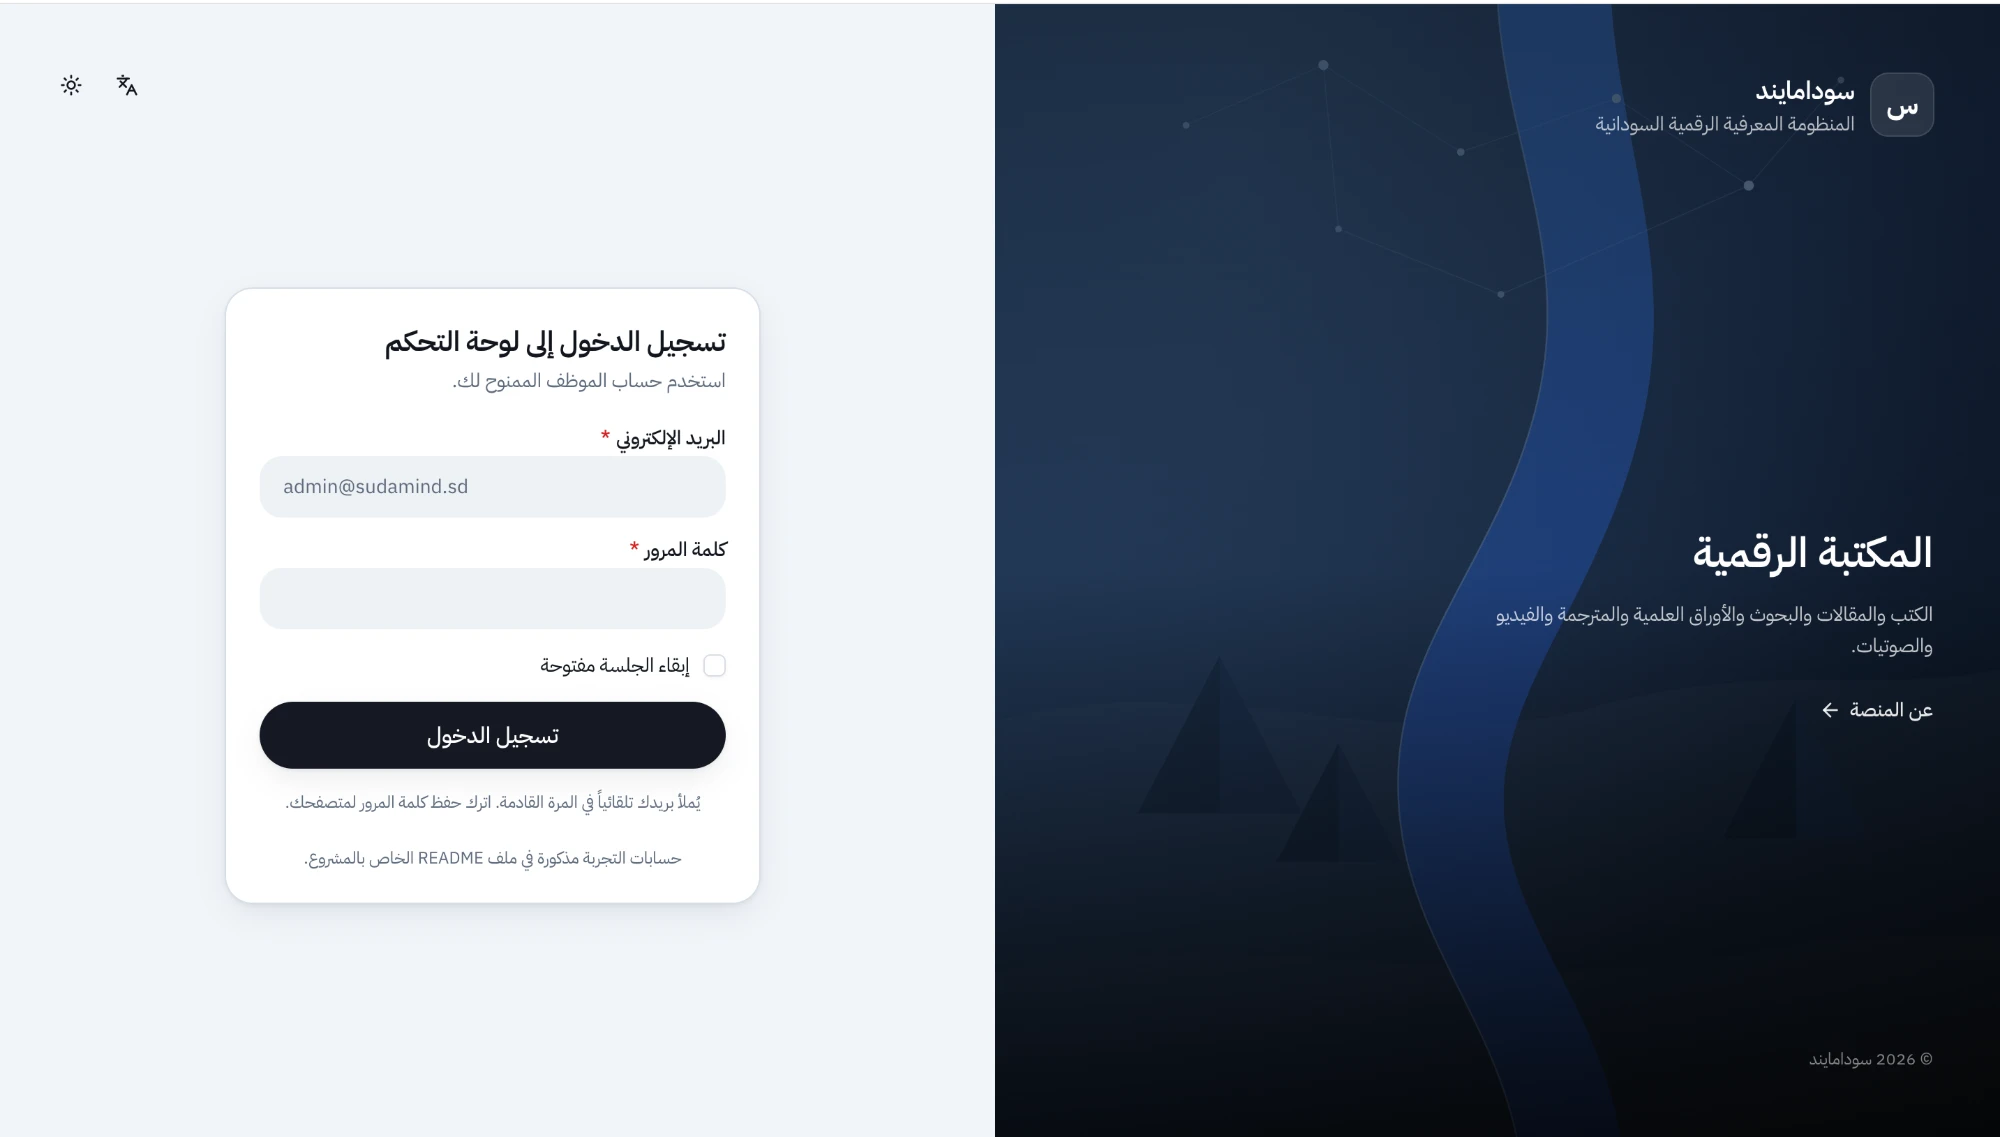 س
سودامايند
المنظومة المعرفية الرقمية السودانية
المكتبة الرقمية
الكتب والمقالات والبحوث والأوراق العلمية والمترجمة والفيديو
والصوتيات.
عن المنصة ←
© 2026 سودامايند
تسجيل الدخول إلى لوحة التحكم
استخدم حساب الموظف الممنوح لك.
البريد الإلكتروني *
admin@sudamind.sd
كلمة المرور *
إبقاء الجلسة مفتوحة
تسجيل الدخول
يُملأ بريدك تلقائياً في المرة القادمة. اترك حفظ كلمة المرور لمتصفحك.
حسابات التجربة مذكورة في ملف README الخاص بالمشروع.